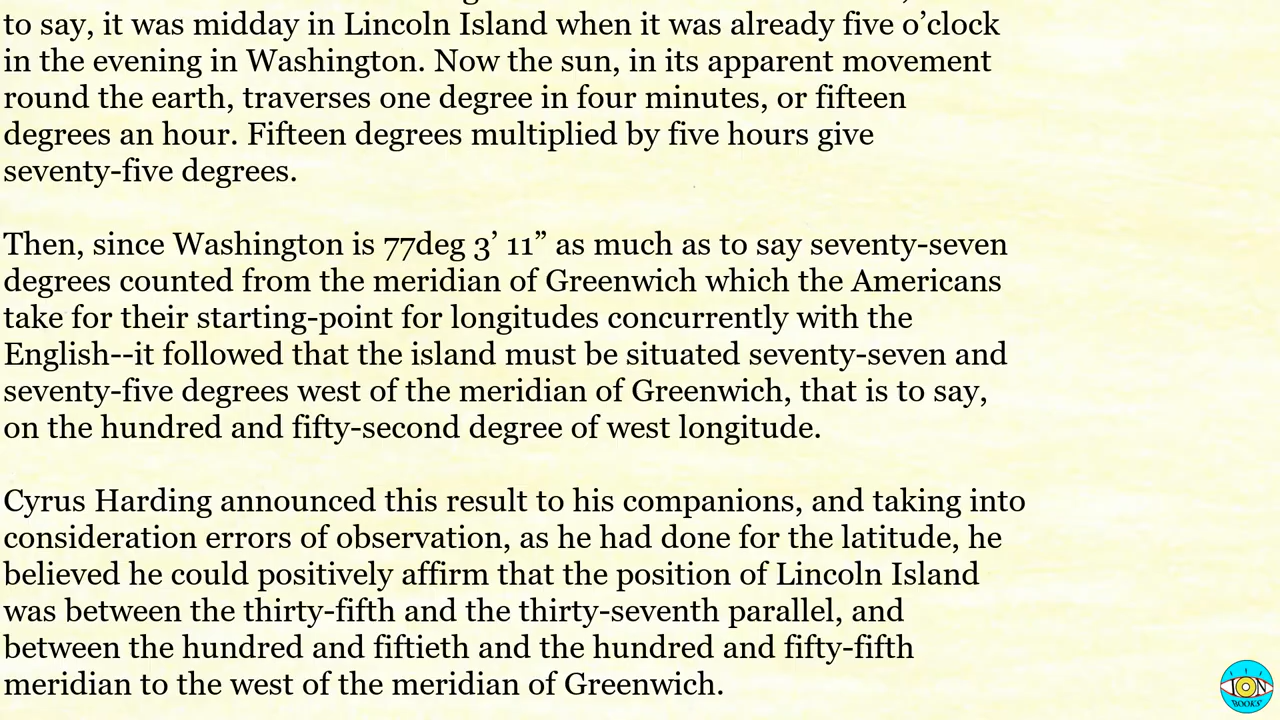 to say, it was midday in Lincoln Island when it was already five o’clock
in the evening in Washington. Now the sun, in its apparent movement
round the earth, traverses one degree in four minutes, or fifteen
degrees an hour. Fifteen degrees multiplied by five hours give
seventy-five degrees.
Then, since Washington is 77deg 3’ 11” as much as to say seventy-seven
degrees counted from the meridian of Greenwich which the Americans
take for their starting-point for longitudes concurrently with the
English--it followed that the island must be situated seventy-seven and
seventy-five degrees west of the meridian of Greenwich, that is to say,
on the hundred and fifty-second degree of west longitude.
Cyrus Harding announced this result to his companions, and taking into
consideration errors of observation, as he had done for the latitude, he
believed he could positively affirm that the position of Lincoln Island
was between the thirty-fifth and the thirty-seventh parallel, and
between the hundred and fiftieth and the hundred and fifty-fifth
meridian to the west of the meridian of Greenwich.
ION
BOOKS